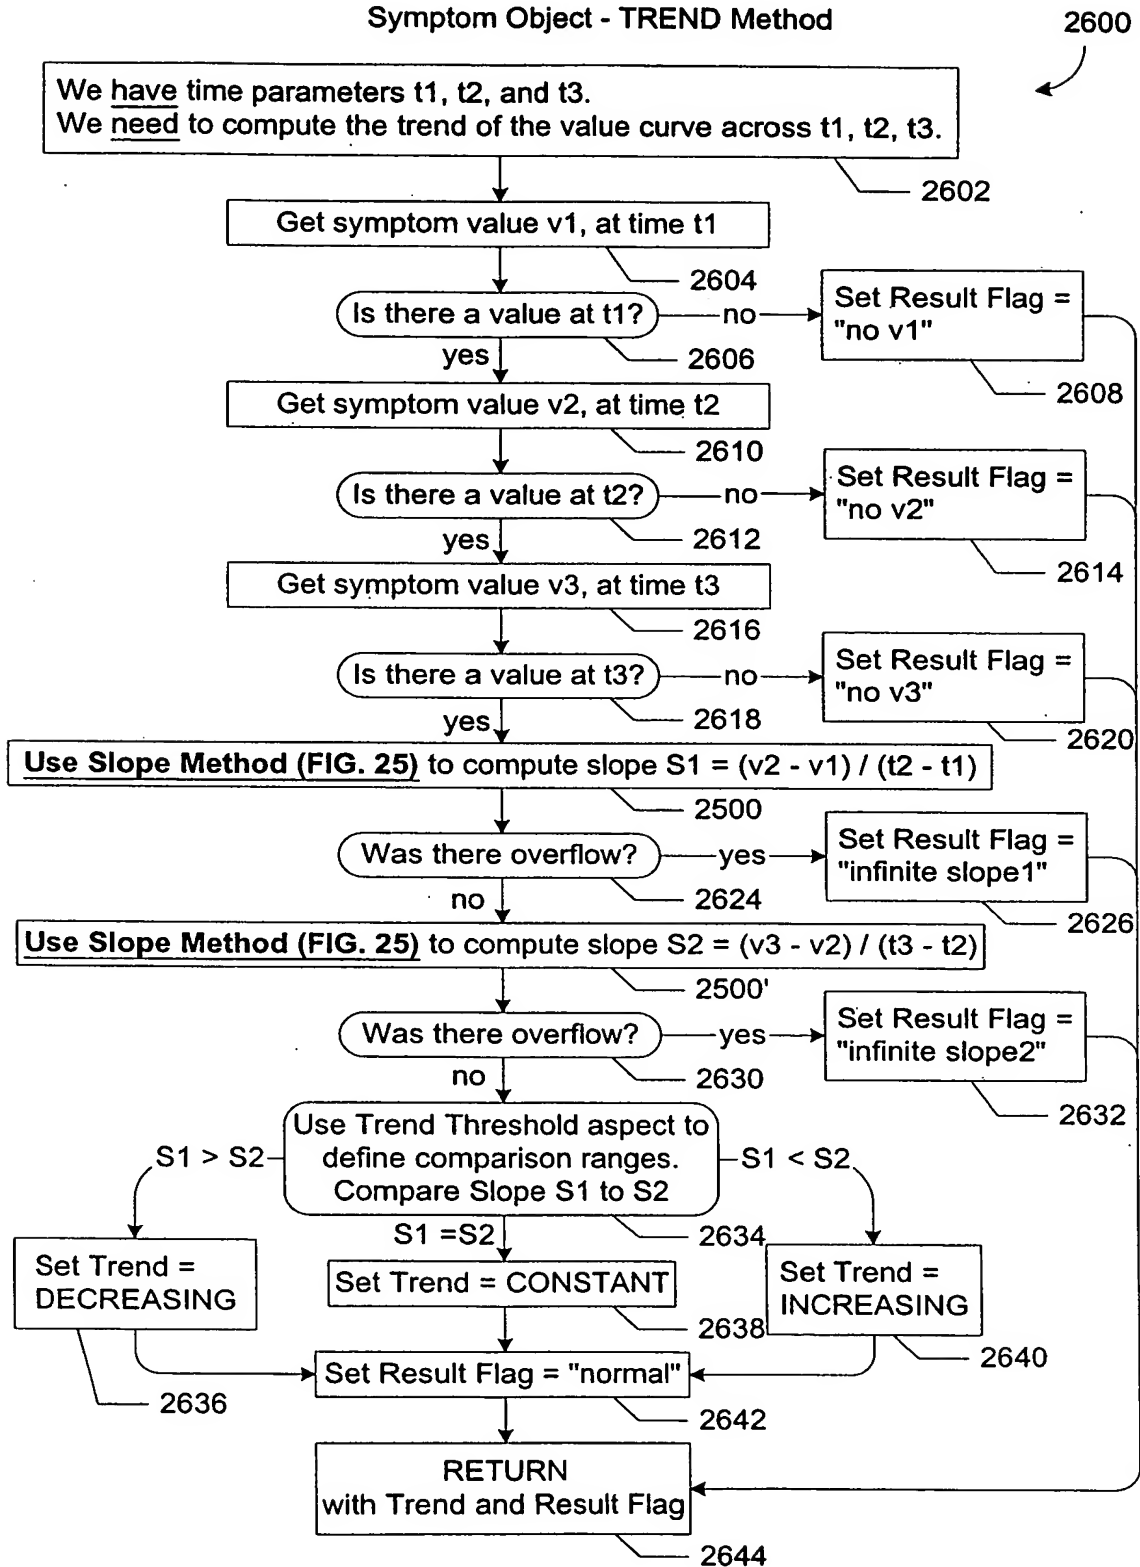 Symptom Object - TREND Method
2600
We have time parameters t1, t2, and t3.
We need to compute the trend of the value curve across t1, t2, t3.
2602
Get symptom value v1, at time t1
2604
Is there a value at t1?
no
Set Result Flag =
"no v1"
2608
yes
2606
Get symptom value v2, at time t2
2610
Is there a value at t2?
no
Set Result Flag =
"no v2"
2614
yes
2612
Get symptom value v3, at time t3
2616
Is there a value at t3?
no
Set Result Flag =
"no v3"
2620
yes
2618
Use Slope Method (FIG. 25) to compute slope S1 = (v2 - v1) / (t2 - t1)
2500
Was there overflow?
yes
Set Result Flag =
"infinite slope1"
2626
no
2624
Use Slope Method (FIG. 25) to compute slope S2 = (v3 - v2) / (t3 - t2)
2500'
Was there overflow?
yes
Set Result Flag =
"infinite slope2"
2632
no
2630
Use Trend Threshold aspect to
define comparison ranges.
Compare Slope S1 to S2
S1 > S2
S1 < S2
S1 =S2
2634
Set Trend =
DECREASING
2636
Set Trend = CONSTANT
2638
Set Trend =
INCREASING
2640
Set Result Flag = "normal"
2642
RETURN
with Trend and Result Flag
2644